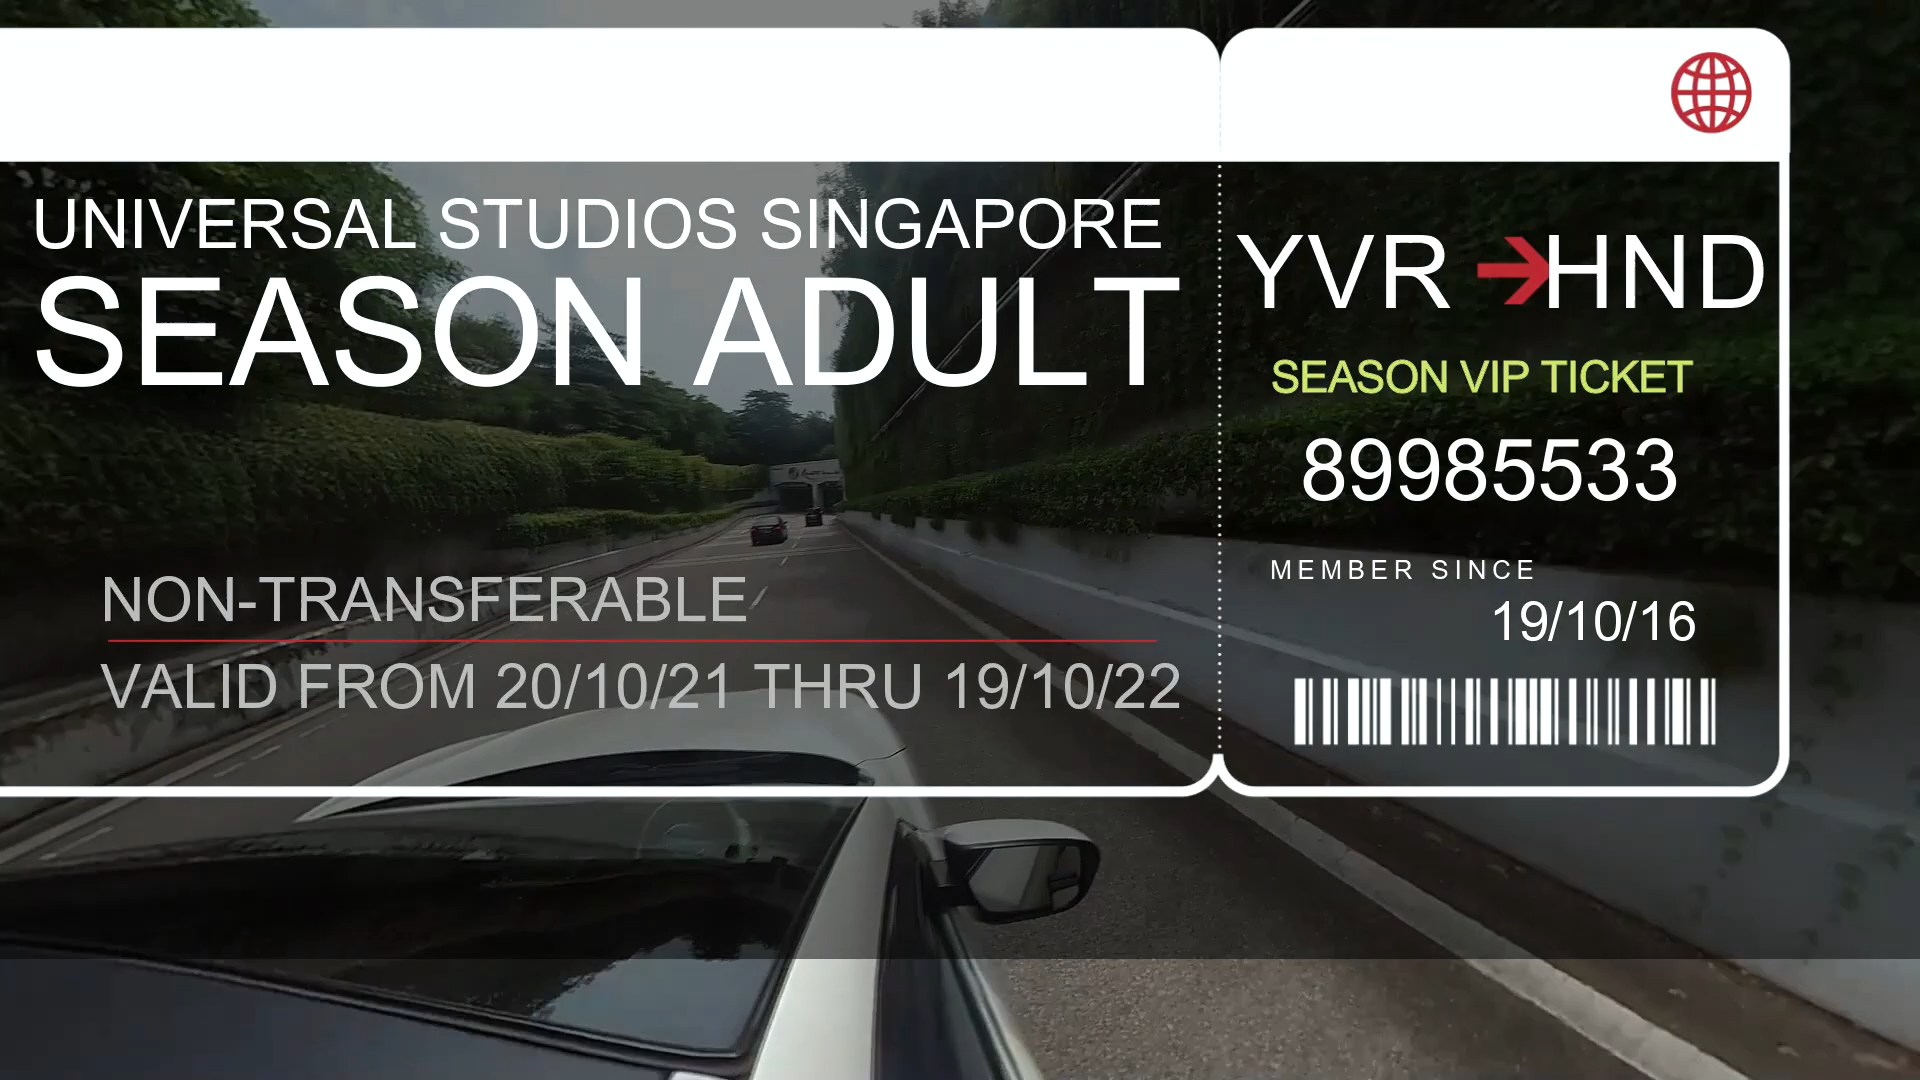 UNIVERSAL STUDIOS SINGAPORE
SEASON ADULT
NON-TRANSFERABLE
VALID FROM 20/10/21 THRU 19/10/22
YVR HND
SEASON VIP TICKET
89985533
MEMBER SINCE
19/10/16